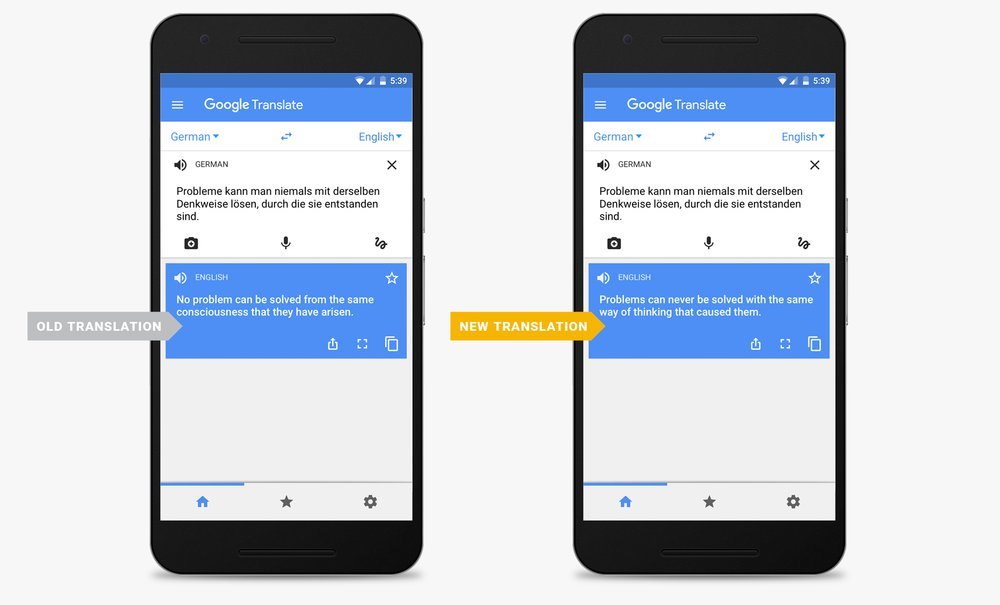 5:39
Google Translate
German
English
GERMAN
Probleme kann man niemals mit derselben
Denkweise lösen, durch die sie entstanden
sind.
ENGLISH
No problem can be solved from the same
consciousness that they have arisen.
OLD TRANSLATION
5:39
Google Translate
German
English
GERMAN
Probleme kann man niemals mit derselben
Denkweise lösen, durch die sie entstanden
sind.
ENGLISH
Problems can never be solved with the same
way of thinking that caused them.
NEW TRANSLATION